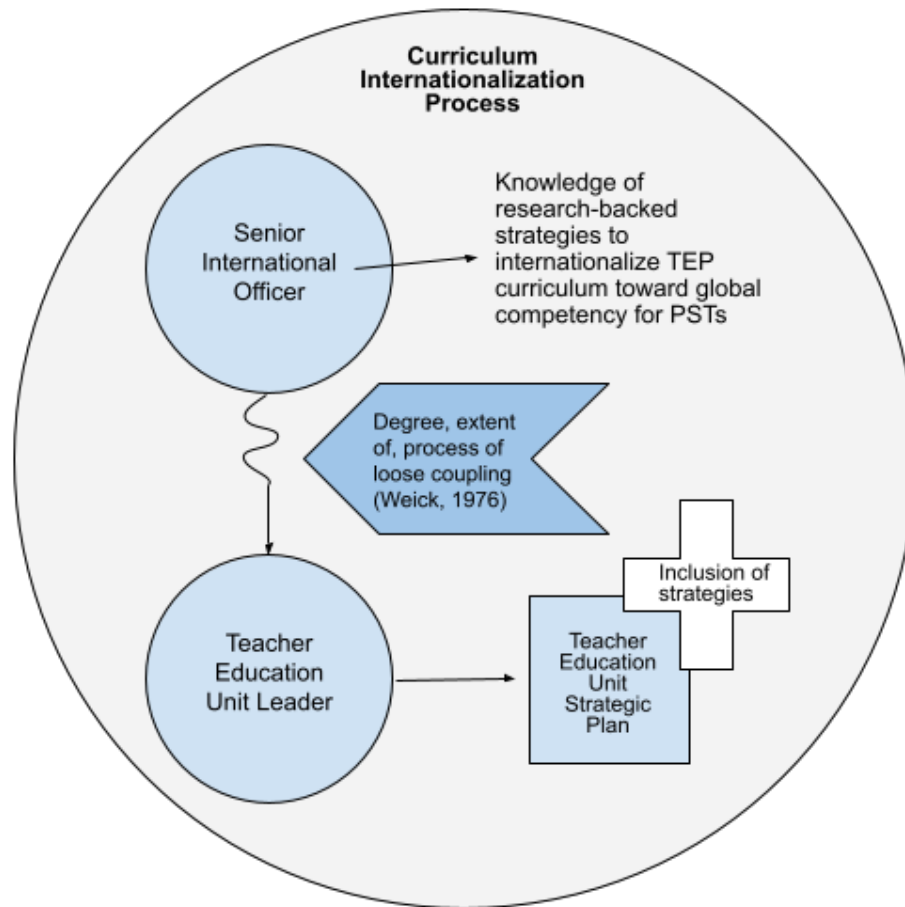 Curriculum
Internationalization
Process
Senior
International
Officer
Knowledge of
research-backed
strategies to
internationalize TEP
curriculum toward global
competency for PSTs
Degree, extent
of, process of
loose coupling
(Weick, 1976)
Inclusion of
strategies
Teacher
Education
Unit Leader
Teacher
Education
Unit
Strategic
Plan